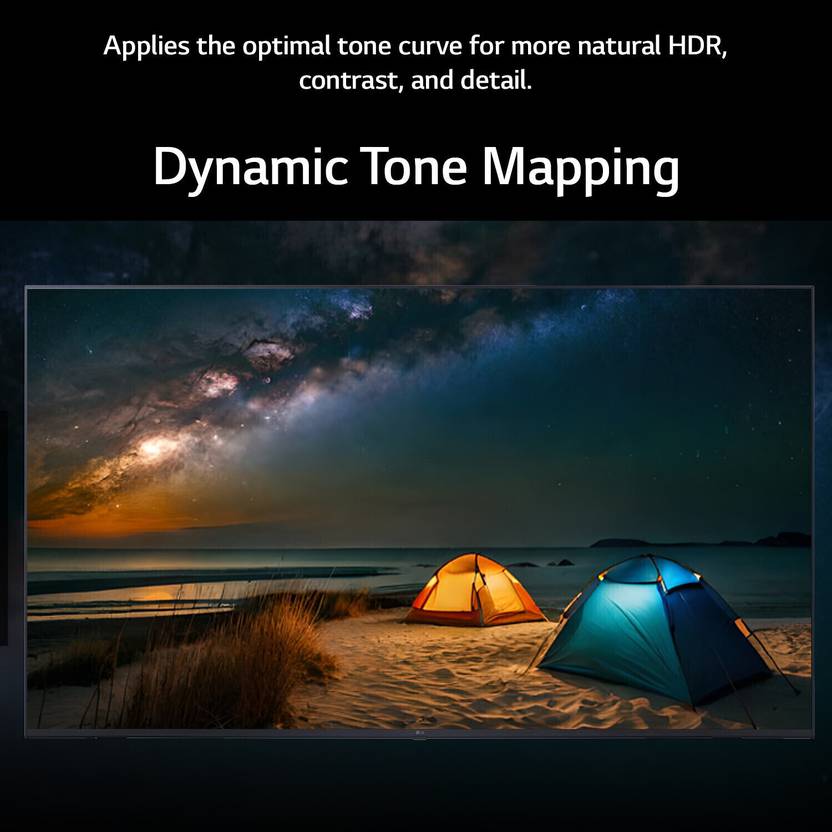 Applies the optimal tone curve for more natural HDR,
contrast, and detail.
Dynamic Tone Mapping